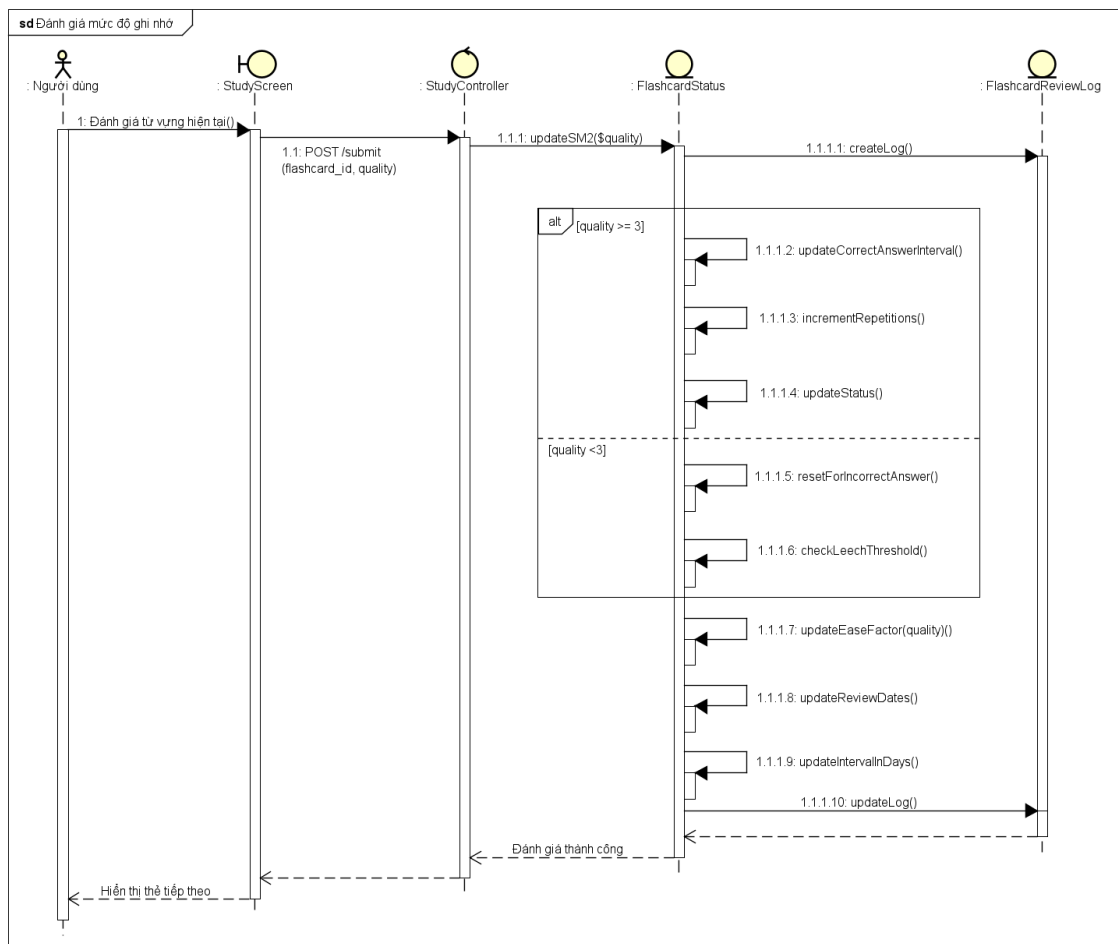 sd Đánh giá mức độ ghi nhớ
: Người dùng
: StudyScreen
: StudyController
: FlashcardStatus
: FlashcardReviewLog
1: Đánh giá từ vựng hiện tại()
1.1: POST /submit
(flashcard_id, quality)
1.1.1: updateSM2($quality)
1.1.1.1: createLog()
alt
[quality >= 3]
1.1.1.2: updateCorrectAnswerInterval()
1.1.1.3: incrementRepetitions()
1.1.1.4: updateStatus()
[quality <3]
1.1.1.5: resetForIncorrectAnswer()
1.1.1.6: checkLeechThreshold()
1.1.1.7: updateEaseFactor(quality)()
1.1.1.8: updateReviewDates()
1.1.1.9: updateIntervalInDays()
1.1.1.10: updateLog()
Đánh giá thành công
Hiển thị thẻ tiếp theo